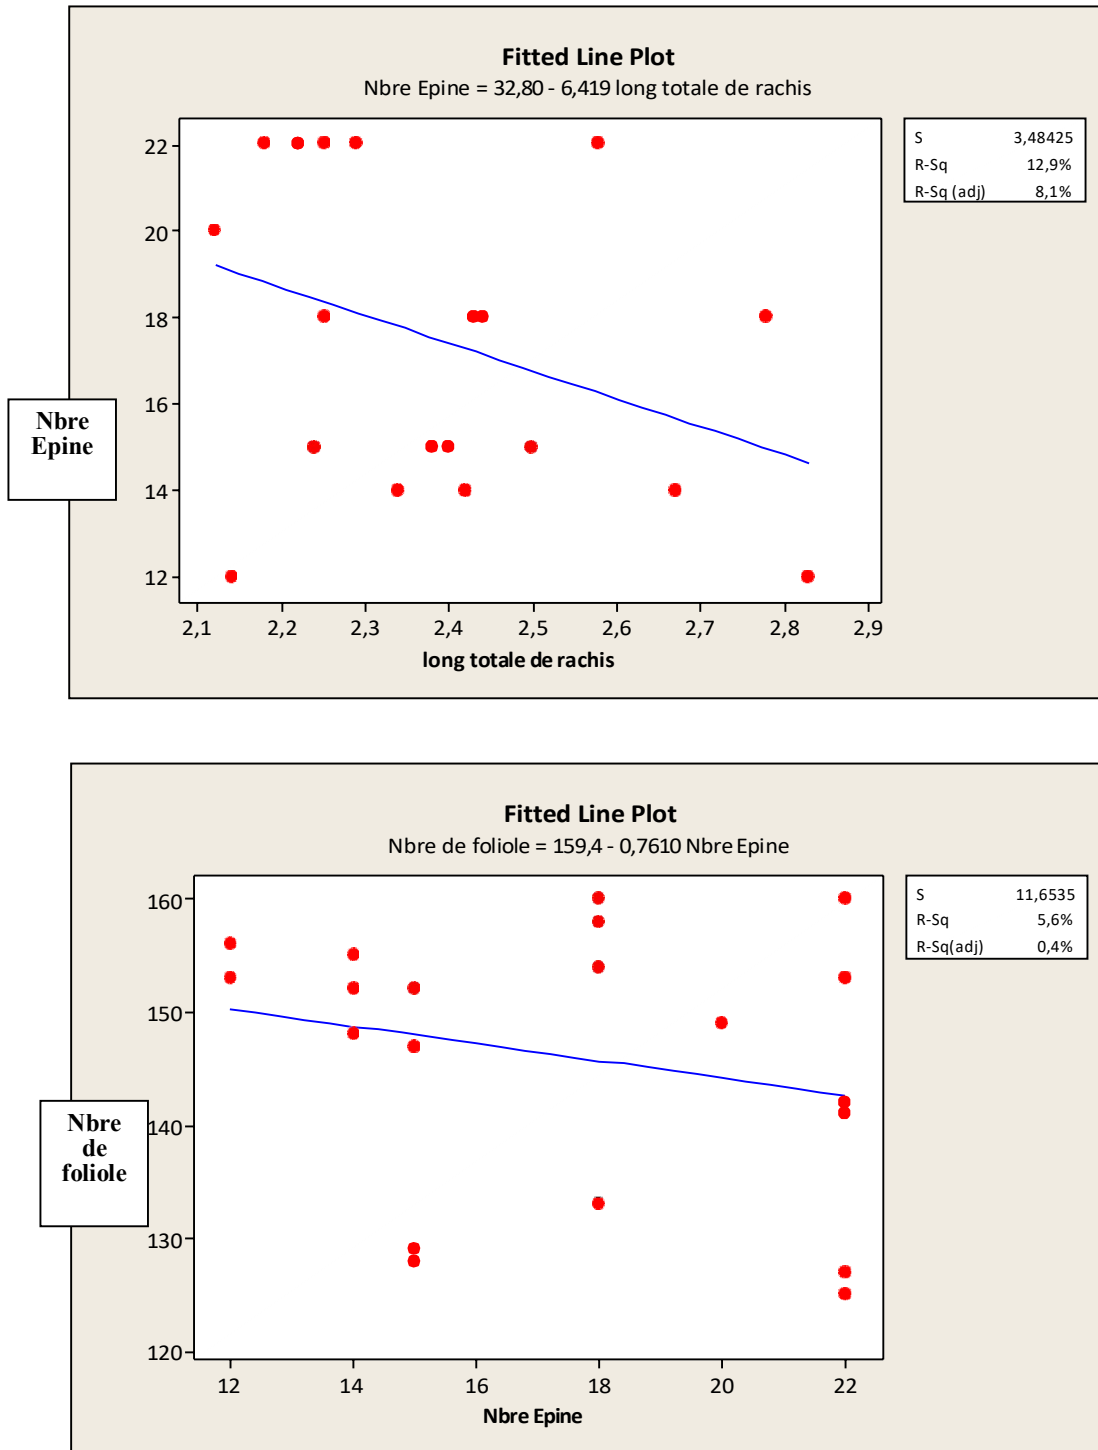 Fitted Line Plot
Nbre Epine = 32,80 - 6,419 long totale de rachis
S 3,48425
R-Sq 12,9%
R-Sq (adj) 8,1%
22
20
18
16
14
12
Nbre
Epine
2,1 2,2 2,3 2,4 2,5 2,6 2,7 2,8 2,9
long totale de rachis
Fitted Line Plot
Nbre de foliole = 159,4 - 0,7610 Nbre Epine
S 11,6535
R-Sq 5,6%
R-Sq(adj) 0,4%
160
150
140
130
120
Nbre
de
foliole
12 14 16 18 20 22
Nbre Epine